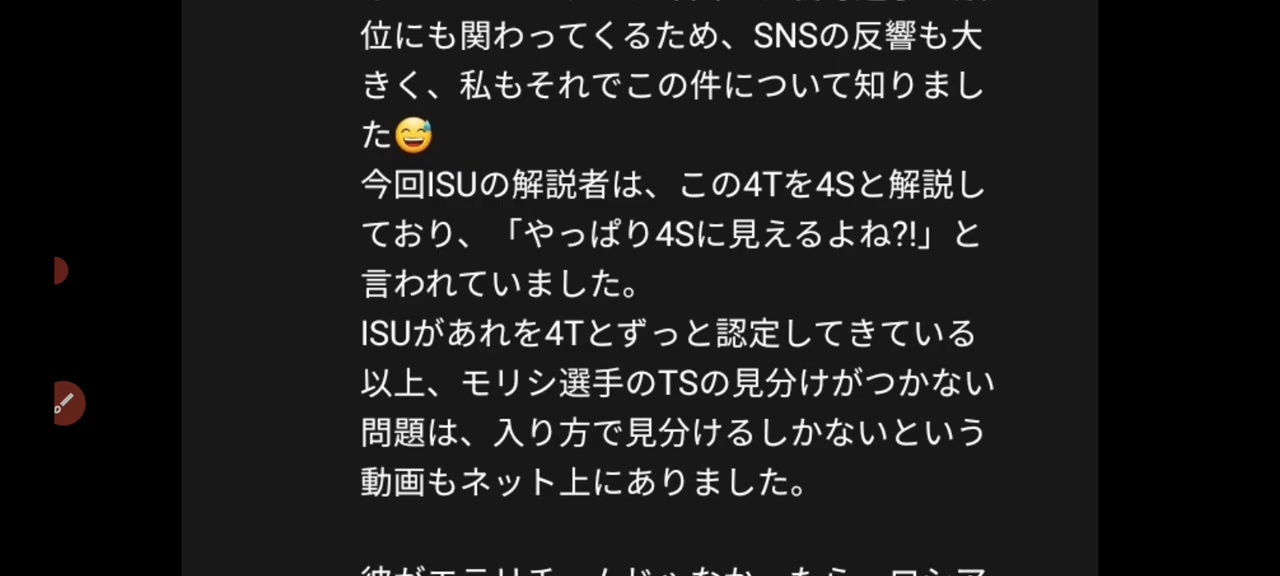 位にも関わってくるため、SNSの反響も大
きく、私もそれでこの件について知りまし
た😅
今回ISUの解説者は、この4Tを4Sと解説し
ており、「やっぱり4Sに見えるよね?!」と
言われていました。
ISUがあれを4Tとずっと認定してきている
以上、モリシ選手のTSの見分けがつかない
問題は、入り方で見分けるしかないという
動画もネット上にありました。